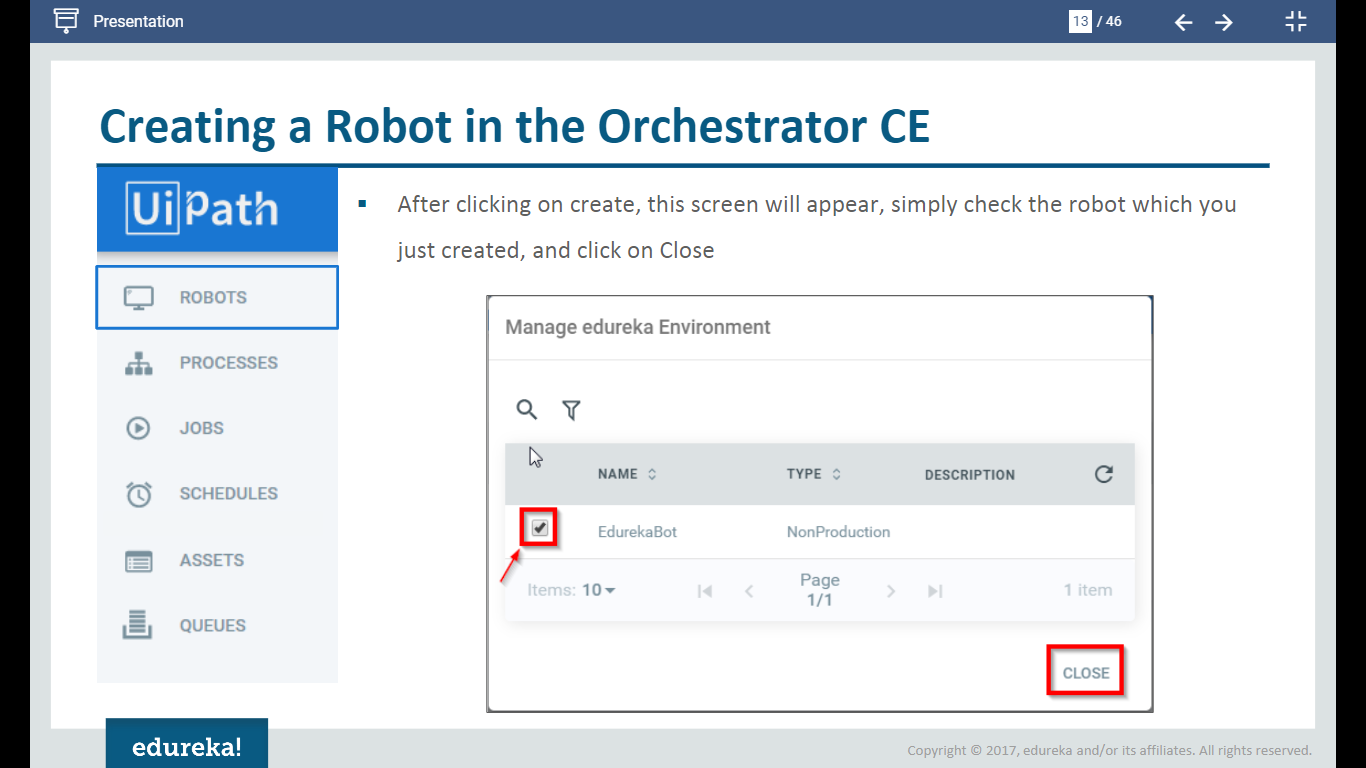 Presentation
13 / 46
Creating a Robot in the Orchestrator CE
UiPath
ROBOTS
PROCESSES
JOBS
SCHEDULES
ASSETS
QUEUES
▪ After clicking on create, this screen will appear, simply check the robot which you
just created, and click on Close
Manage edureka Environment
NAME TYPE DESCRIPTION
EdurekaBot NonProduction
Items: 10 Page 1 item
1/1
CLOSE
edureka!
Copyright © 2017, edureka and/or its affiliates. All rights reserved.